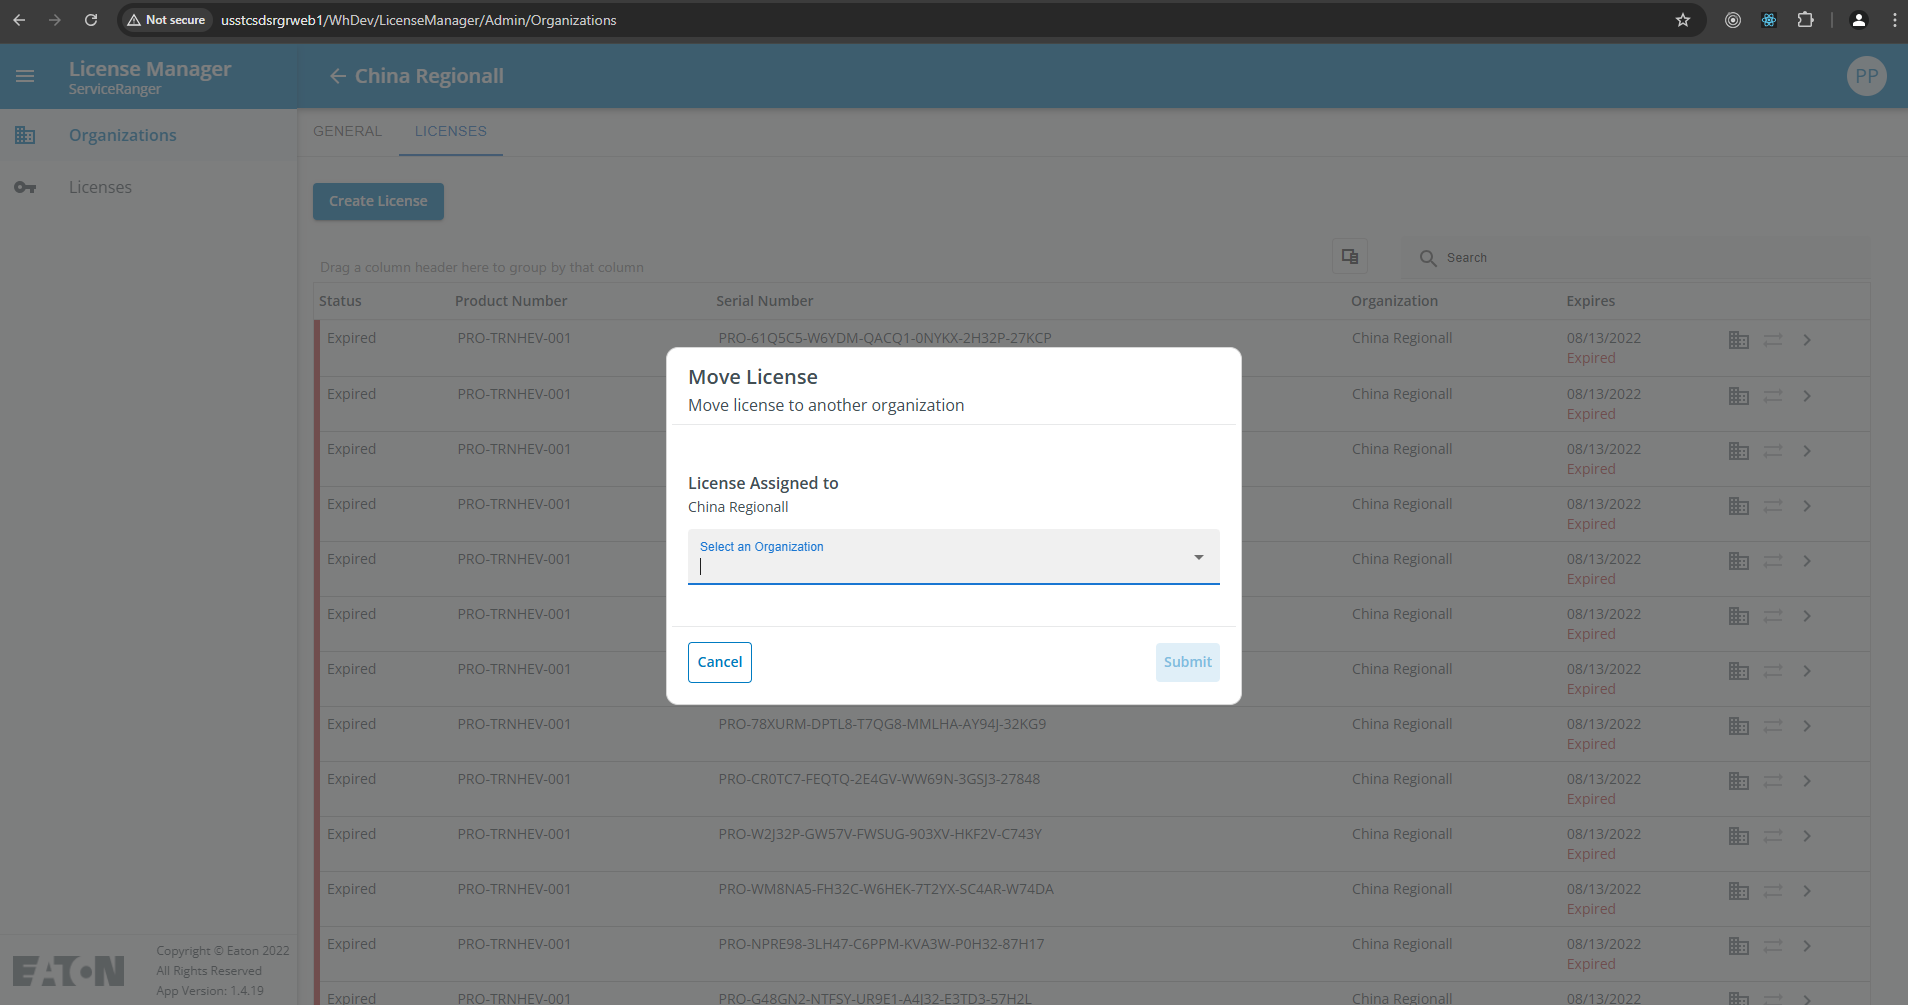 Not secure usstcsdsrgrweb1/WhDev/LicenseManager/Admin/Organizations
License Manager
ServiceRanger
China Regionall
PP
Organizations
Licenses
GENERAL LICENSES
Create License
Drag a column header here to group by that column
Search
Status Product Number Serial Number Organization Expires
Expired PRO-TRNHEV-001 PRO-61Q5C5-W6YDM-QACQ1-0NYKX-2H32P-27KCP China Regionall 08/13/2022
Expired
Expired PRO-TRNHEV-001 China Regionall 08/13/2022
Expired
Expired PRO-TRNHEV-001 China Regionall 08/13/2022
Expired
Expired PRO-TRNHEV-001 China Regionall 08/13/2022
Expired
Expired PRO-TRNHEV-001 China Regionall 08/13/2022
Expired
Expired PRO-TRNHEV-001 China Regionall 08/13/2022
Expired
Expired PRO-TRNHEV-001 China Regionall 08/13/2022
Expired
Expired PRO-TRNHEV-001 PRO-78XURM-DPTL8-T7QG8-MMLHA-AY94J-32KG9 China Regionall 08/13/2022
Expired
Expired PRO-TRNHEV-001 PRO-CR0TC7-FEQTQ-2E4GV-WW69N-3GSJ3-27848 China Regionall 08/13/2022
Expired
Expired PRO-TRNHEV-001 PRO-W2J32P-GW57V-FWSUG-903XV-HKF2V-C743Y China Regionall 08/13/2022
Expired
Expired PRO-TRNHEV-001 PRO-WM8NA5-FH32C-W6HEK-7T2YX-SC4AR-W74DA China Regionall 08/13/2022
Expired
Expired PRO-TRNHEV-001 PRO-NPRE98-3LH47-C6PPM-KVA3W-P0H32-87H17 China Regionall 08/13/2022
Expired
Expired PRO-TRNHEV-001 PRO-G48GN2-NTFSY-UR9E1-A4J32-E3TD3-57H2L China Regionall 08/13/2022
Move License
Move license to another organization
License Assigned to
China Regionall
Select an Organization
Cancel Submit
EATON
Copyright © Eaton 2022
All Rights Reserved
App Version: 1.4.19